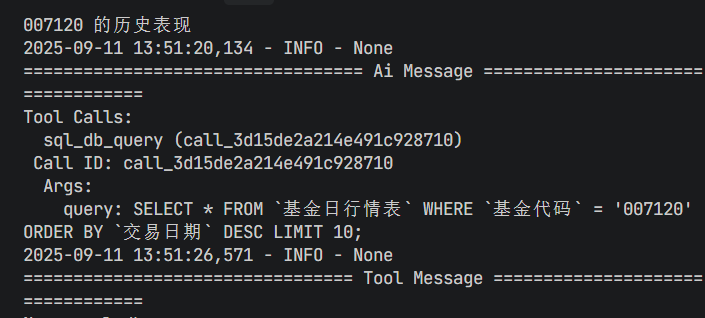 007120 的历史表现
2025-09-11 13:51:20,134 - INFO - None
================================== Ai Message ======================
============
Tool Calls:
  sql_db_query (call_3d15de2a214e491c928710)
 Call ID: call_3d15de2a214e491c928710
  Args:
    query: SELECT * FROM `基金日行情表` WHERE `基金代码` = '007120'
ORDER BY `交易日期` DESC LIMIT 10;
2025-09-11 13:51:26,571 - INFO - None
================================= Tool Message =====================
============